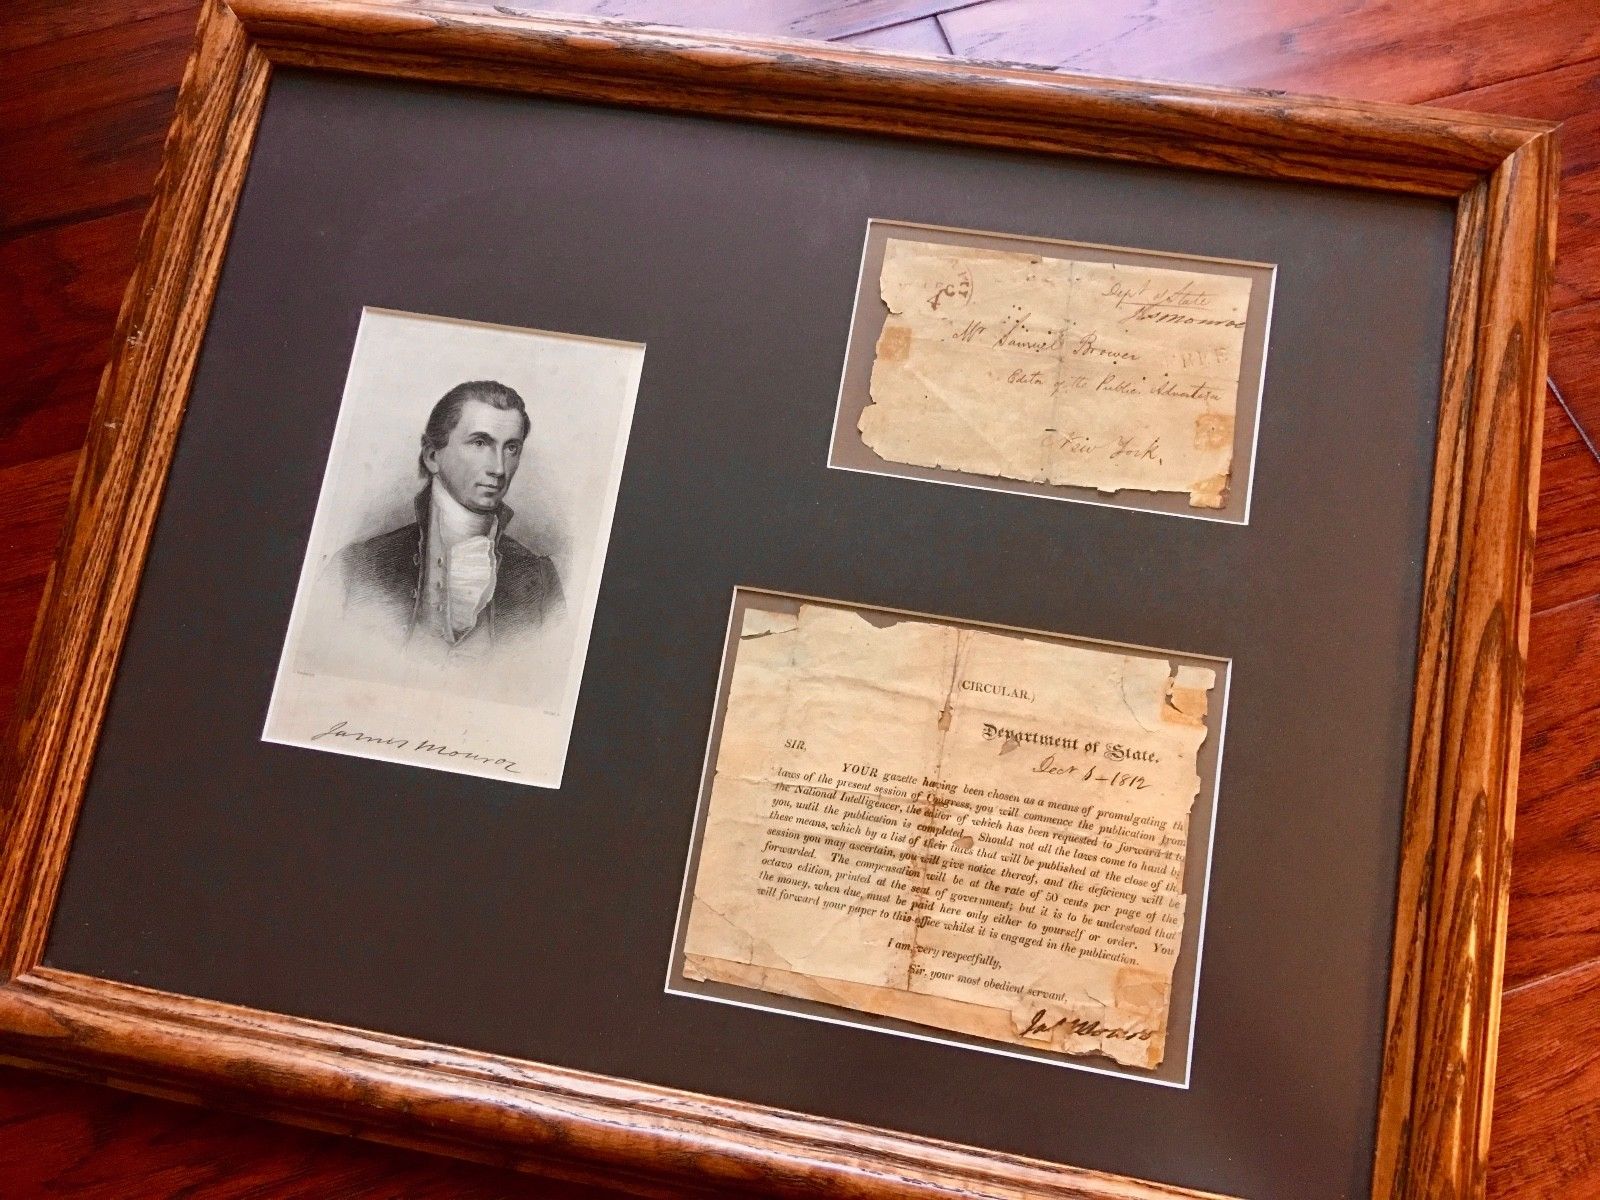 James Monroe
Dept of State
Jas Monroe
Mr Samuel Brower
Editor of the Public Advertiser
New York.
(CIRCULAR.)
Department of State.
SIR,
YOUR gazette having been chosen as a means of promulgating th
laws of the present session of Congress, you will commence the publication from
the National Intelligencer, the editor of which has been requested to forward it to
you, until the publication is completed. Should not all the laws come to hand by
these means, which by a list of their titles that will be published at the close of the
session you may ascertain, you will give notice thereof, and the deficiency will be
forwarded. The compensation will be at the rate of 50 cents per page of the
octavo edition, printed at the seat of government; but it is to be understood that
the money, when due, must be paid here only either to yourself or order. You
will forward your paper to this office whilst it is engaged in the publication.
I am, very respectfully,
Sir, your most obedient servant,
Jas Monroe